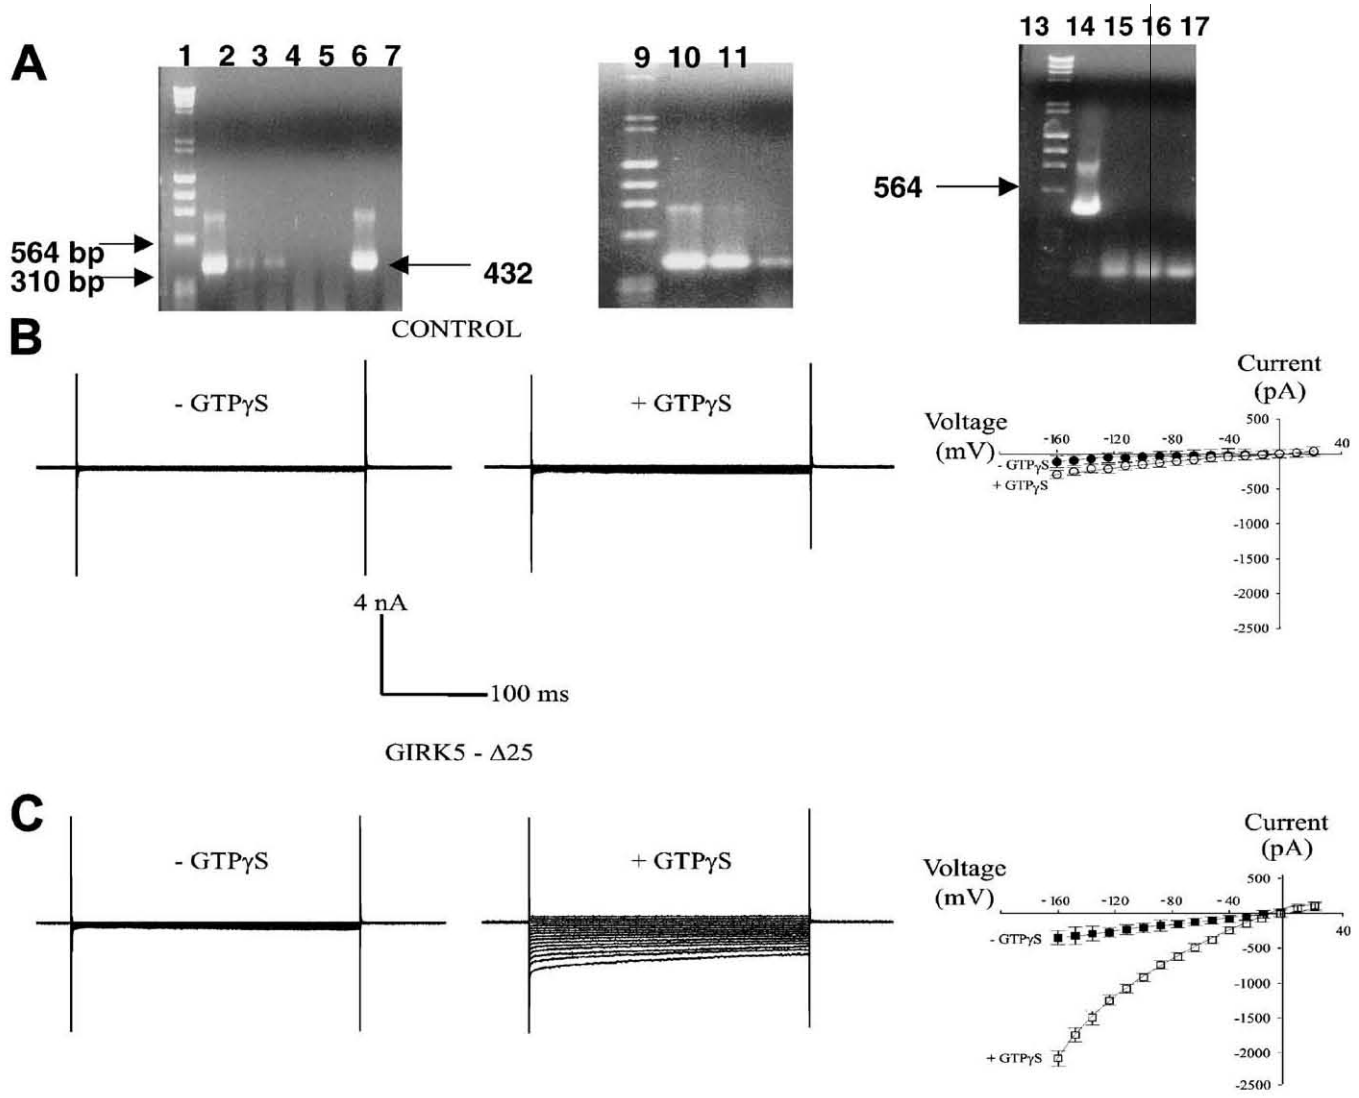 A
1 2 3 4 5 6 7
9 10 11
13 14 15 16 17
564 bp
310 bp
432
564
CONTROL
B
- GTPγS
+ GTPγS
4 nA
100 ms
Current
(pA)
Voltage
(mV)
-160 -120 -80 -40 40
500
-500
-1000
-1500
-2000
-2500
- GTPγS
+ GTPγS
GIRK5 - Δ25
C
- GTPγS
+ GTPγS
Current
(pA)
Voltage
(mV)
-160 -120 -80 -40 40
500
-500
-1000
-1500
-2000
-2500
- GTPγS
+ GTPγS